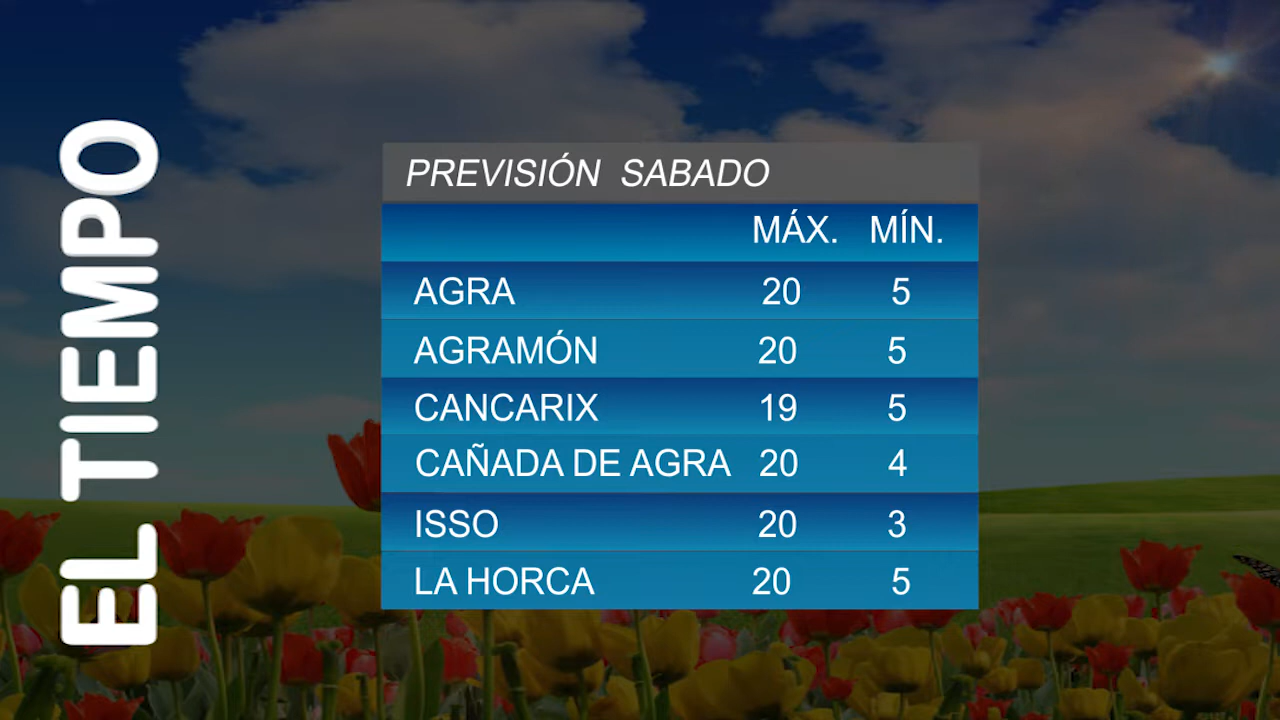 EL TIEMPO
PREVISIÓN SABADO
MÁX. MÍN.
AGRA 20 5
AGRAMÓN 20 5
CANCARIX 19 5
CAÑADA DE AGRA 20 4
ISSO 20 3
LA HORCA 20 5